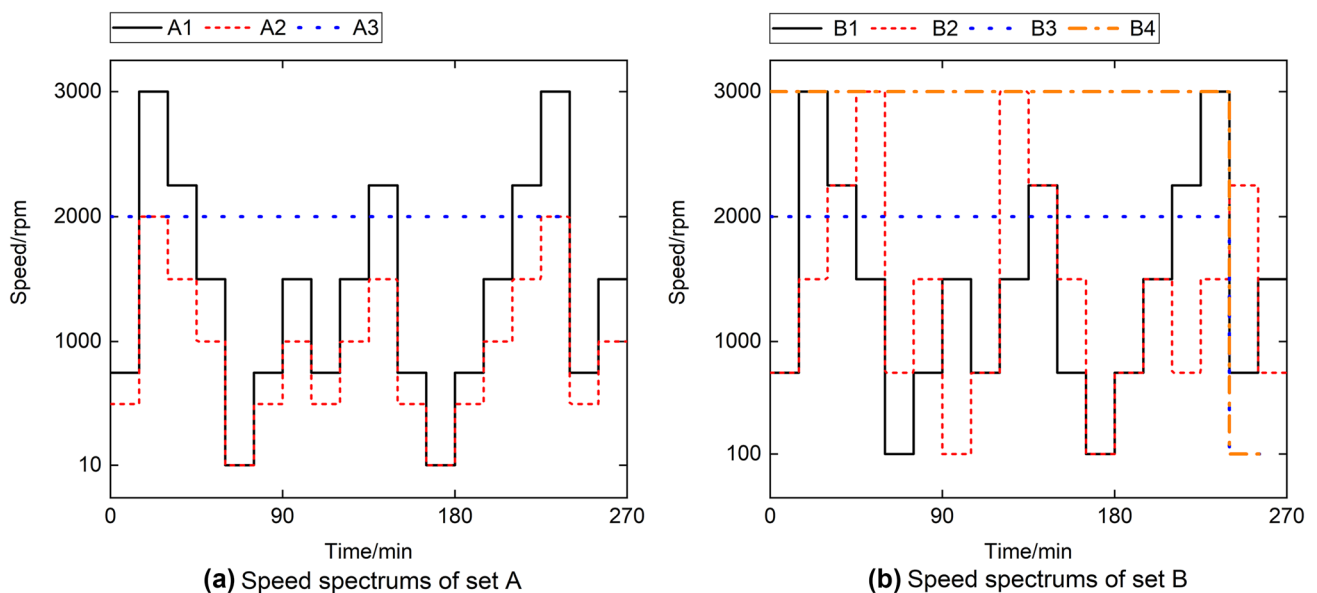 A1 A2 A3
3000
2000
1000
10
Speed/rpm
0 90 180 270
Time/min
(a) Speed spectrums of set A
B1 B2 B3 B4
3000
2000
1000
100
Speed/rpm
0 90 180 270
Time/min
(b) Speed spectrums of set B